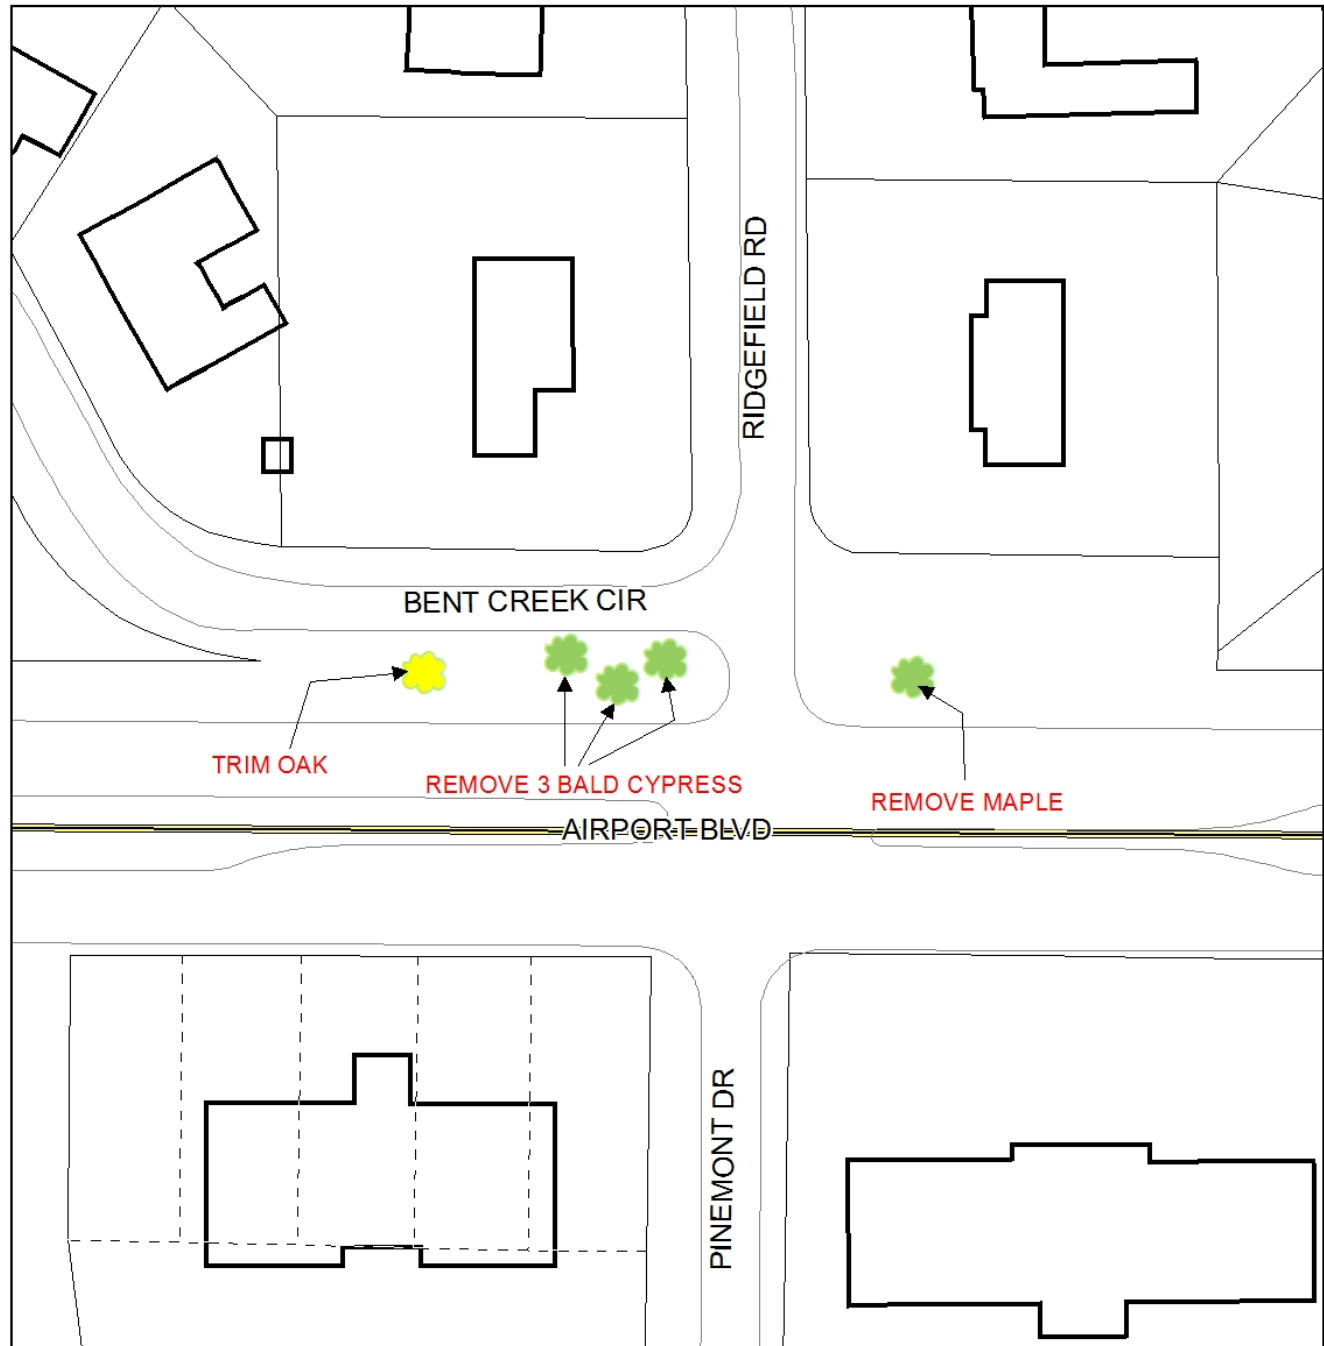 RIDGEFIELD RD
BENT CREEK CIR
TRIM OAK
REMOVE 3 BALD CYPRESS
REMOVE MAPLE
AIRPORT BLVD
PINEMONT DR